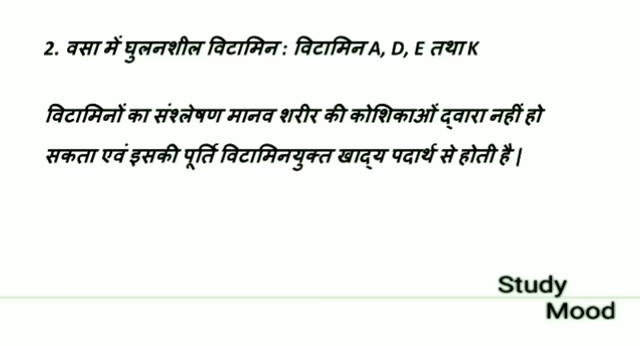 2. वसा में घुलनशील विटामिन : विटामिन A, D, E तथा K
विटामिनों का संश्लेषण मानव शरीर की कोशिकाओं द्वारा नहीं हो
सकता एवं इसकी पूर्ति विटामिनयुक्त खाद्य पदार्थ से होती है |
Study
Mood